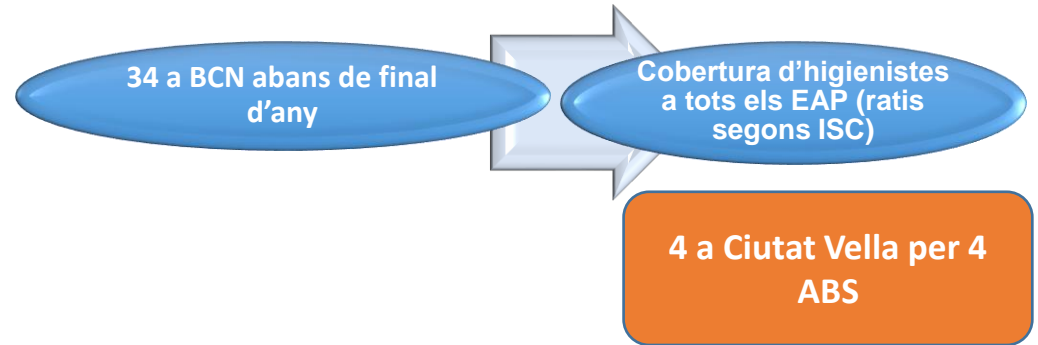 34 a BCN abans de final
d’any
Cobertura d’higienistes
a tots els EAP (ratis
segons ISC)
4 a Ciutat Vella per 4
ABS